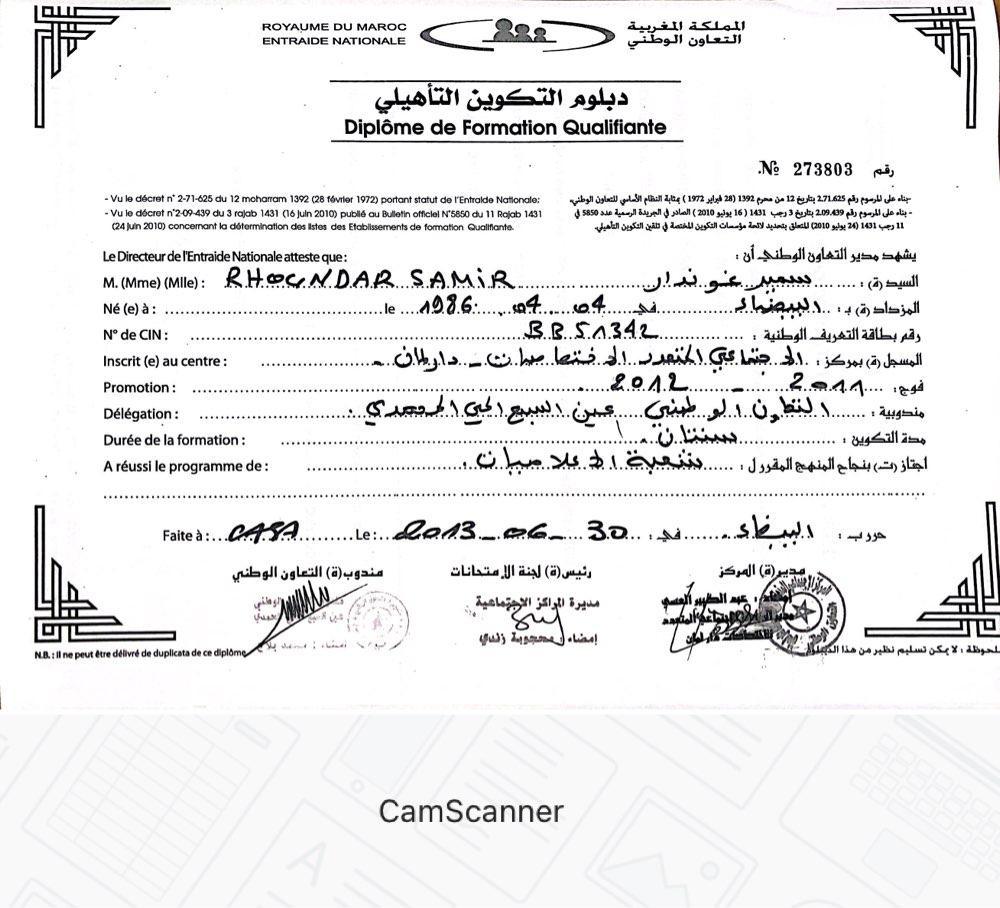 ROYAUME DU MAROC
ENTRAIDE NATIONALE
المملكة المغربية
التعاون الوطني
دبلوم التكوين التأهيلي
Diplôme de Formation Qualifiante
رقم 273803 №.
- Vu le décret n° 2-71-625 du 12 moharram 1392 (28 février 1972) portant statut de l'Entraide Nationale;
- Vu le décret n°2-09-439 du 3 rajab 1431 (16 juin 2010) publié au Bulletin officiel N°5850 du 11 Rajab 1431
(24 juin 2010) concernant la détermination des listes des Etablissements de formation Qualifiante.
-بناء على المرسوم رقم 2.71.625 بتاريخ 12 من محرم 1392 (28 فبراير 1972 ) بمثابة النظام الأساسي للتعاون الوطني.
- بناء على المرسوم رقم 2.09.439 بتاريخ 3 رجب 1431 ( 16 يونيو 2010 ) الصادر في الجريدة الرسمية عدد 5850 في
11 رجب 1431 (24 يونيو 2010) المتعلق بتحديد لائحة مؤسسات التكوين المختصة في تلقين التكوين التأهيلي.
Le Directeur de l'Entraide Nationale atteste que :
يشهد مدير التعاون الوطني أن :
M. (Mme) (Mlle) : RHOUNDAR SAMIR
السيد(ة) : سمير غوندار
Né (e) à : le 1986 04 04
المزداد(ة) بـ : البيضاء في
N° de CIN : BB51342
رقم بطاقة التعريف الوطنية :
Inscrit (e) au centre :
المسجل(ة) بمركز : الاجتماعي المتعدد الاختصاصات - دار لمان -
Promotion : 2012 - 2011
فوج :
Délégation :
مندوبية : التعاون الوطني عين السبع الحي المحمدي .
Durée de la formation :
مدة التكوين : سنتان .
A réussi le programme de :
اجتاز(ت) بنجاح المنهج المقرر ل : شعبة الاعلاميات .
Faite à : CASA Le : 2013-06-30
حرر ب : البيضاء في :
مدير(ة) المركز
رئيس(ة) لجنة الإمتحانات
مندوب(ة) التعاون الوطني
مديرة المراكز الاجتماعية
إمضاء : محجوبة زندي
N.B. : Il ne peut être délivré de duplicata de ce diplôme
لا يمكن تسليم نظير من هذا الدبلوم
CamScanner